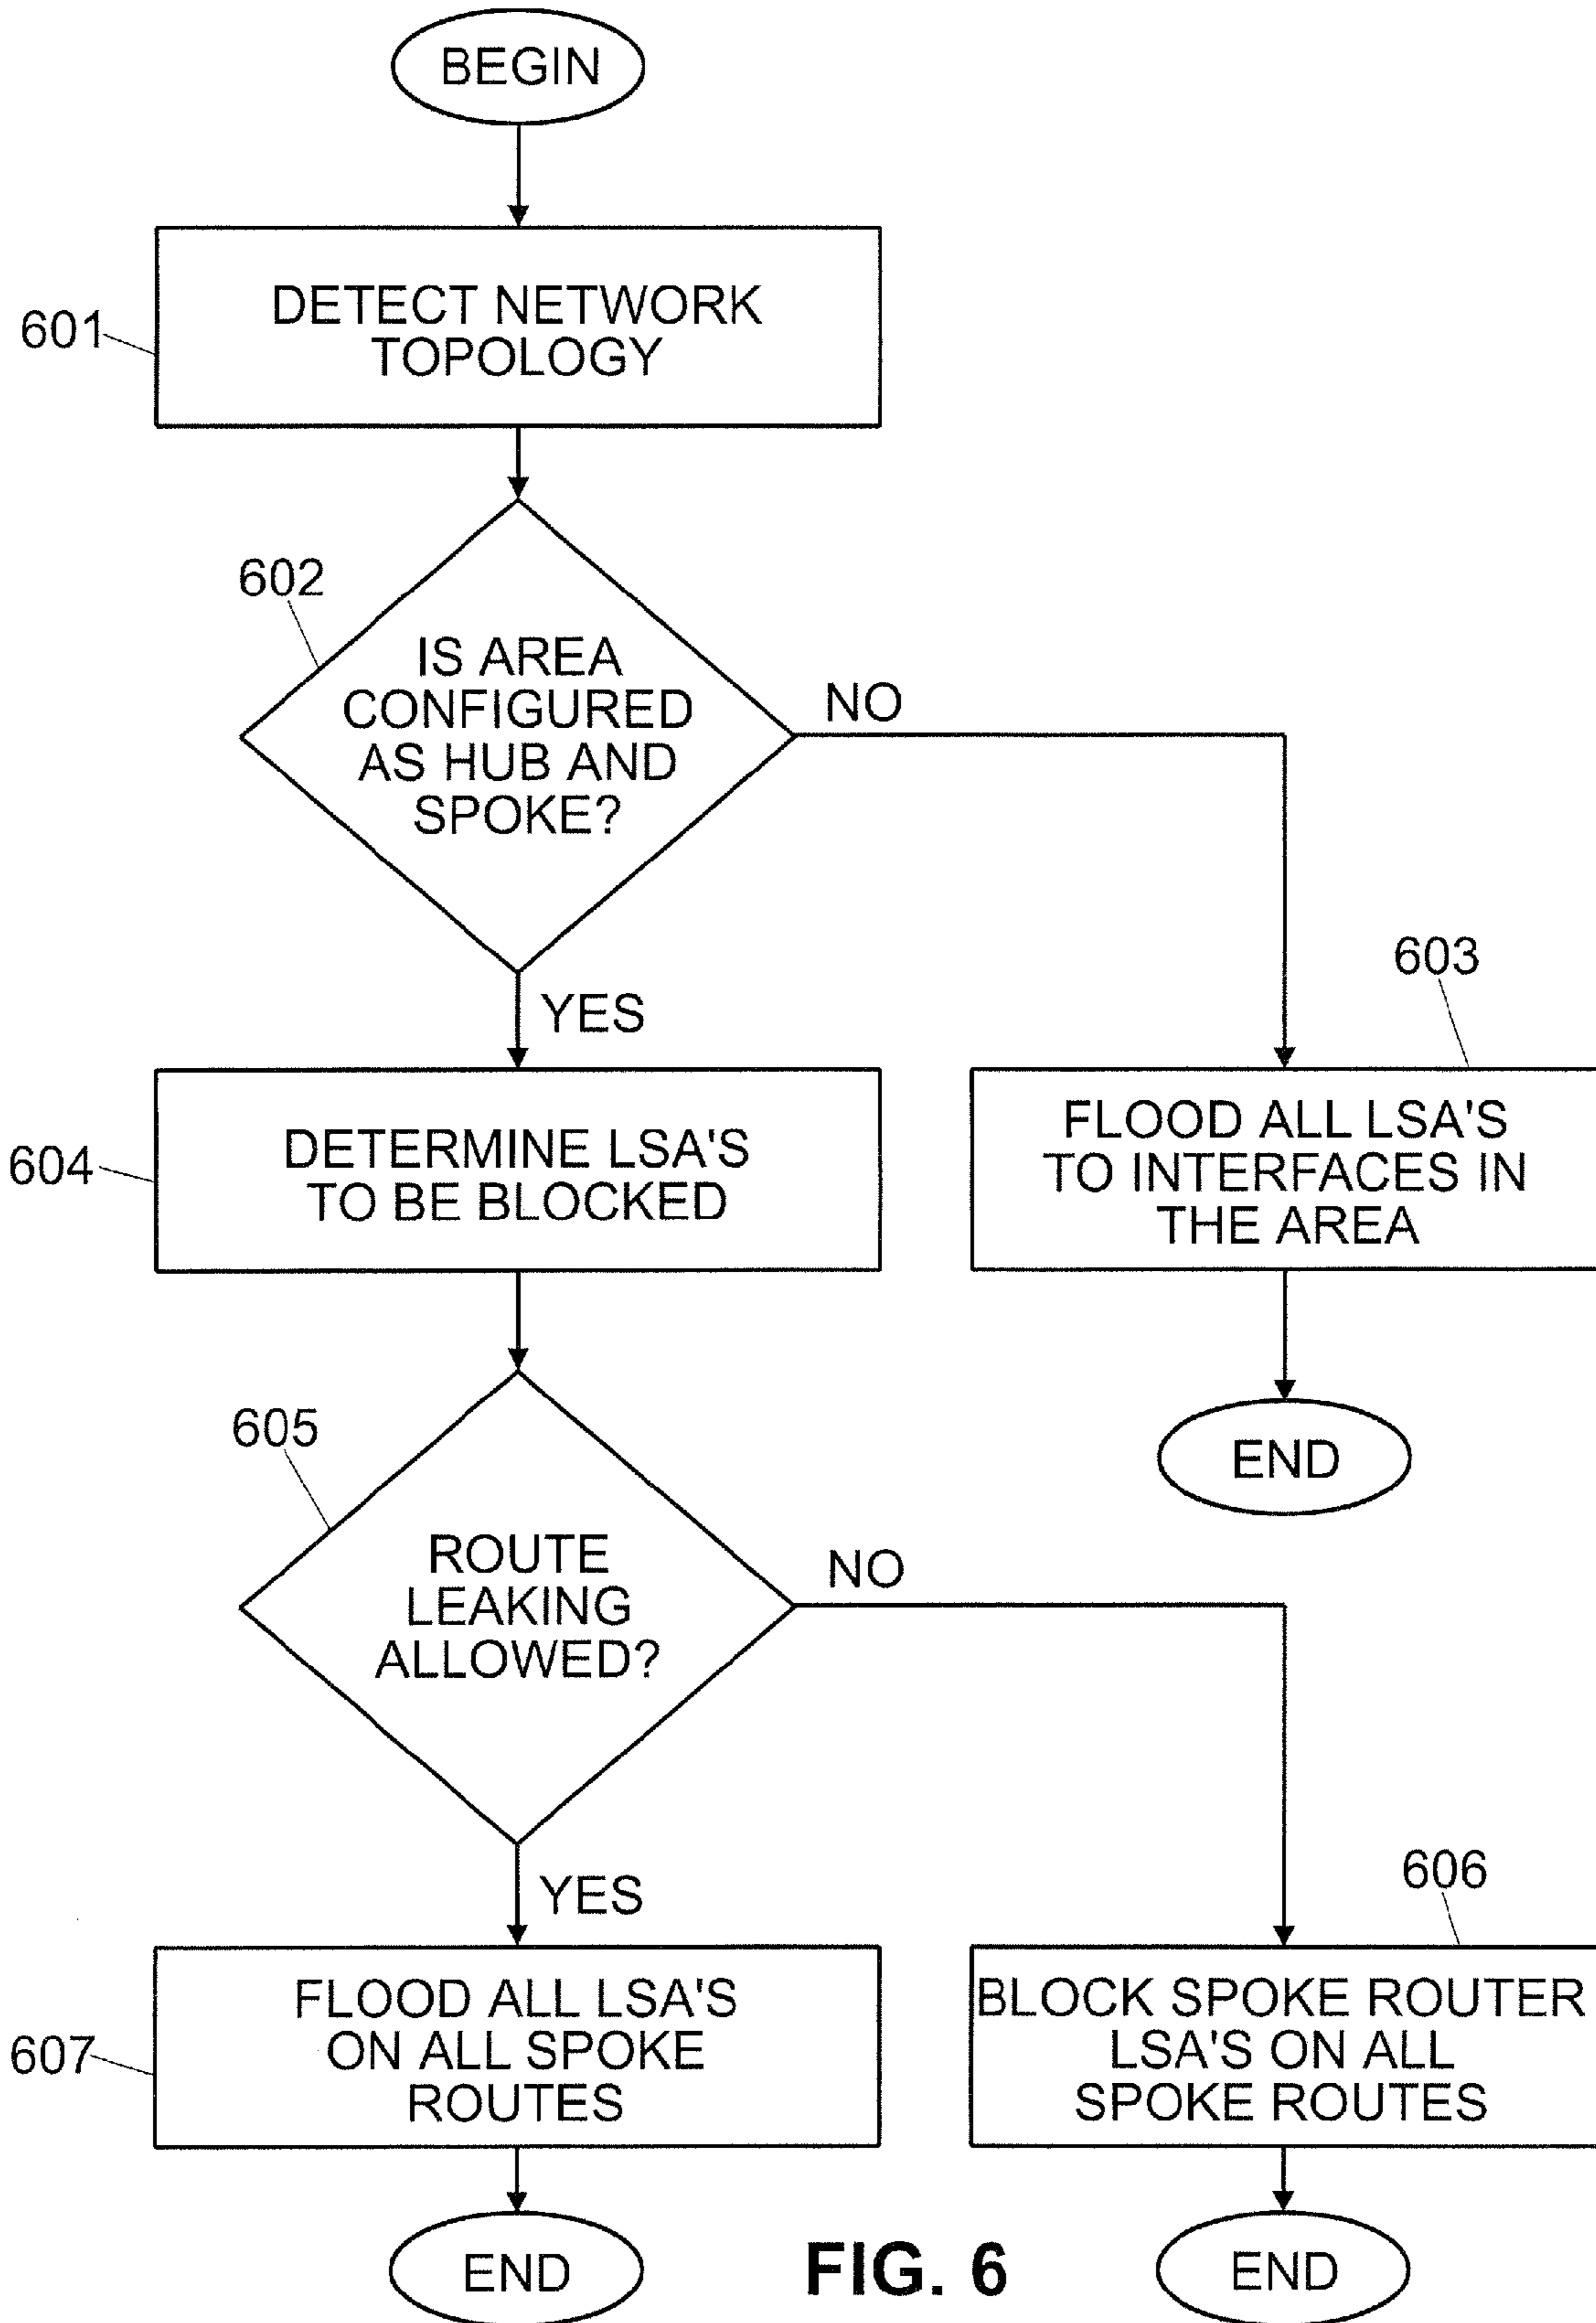 BEGIN
601
DETECT NETWORK
TOPOLOGY
602
IS AREA
CONFIGURED
AS HUB AND
SPOKE?
NO
YES
603
604
DETERMINE LSA'S
TO BE BLOCKED
FLOOD ALL LSA'S
TO INTERFACES IN
THE AREA
END
605
ROUTE
LEAKING
ALLOWED?
NO
YES
606
607
FLOOD ALL LSA'S
ON ALL SPOKE
ROUTES
BLOCK SPOKE ROUTER
LSA'S ON ALL
SPOKE ROUTES
END
FIG. 6
END